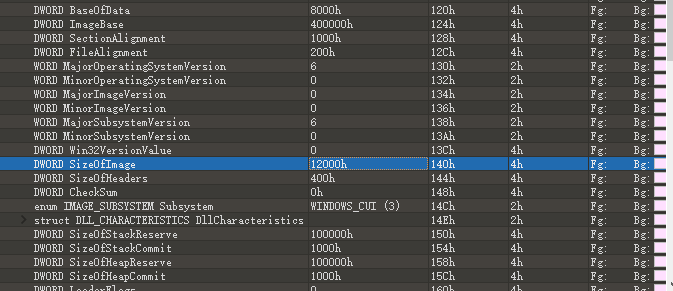 DWORD BaseOfData 8000h 120h 4h Fg: Bg:
DWORD ImageBase 400000h 124h 4h Fg: Bg:
DWORD SectionAlignment 1000h 128h 4h Fg: Bg:
DWORD FileAlignment 200h 12Ch 4h Fg: Bg:
WORD MajorOperatingSystemVersion 6 130h 2h Fg: Bg:
WORD MinorOperatingSystemVersion 0 132h 2h Fg: Bg:
WORD MajorImageVersion 0 134h 2h Fg: Bg:
WORD MinorImageVersion 0 136h 2h Fg: Bg:
WORD MajorSubsystemVersion 6 138h 2h Fg: Bg:
WORD MinorSubsystemVersion 0 13Ah 2h Fg: Bg:
DWORD Win32VersionValue 0 13Ch 4h Fg: Bg:
DWORD SizeOfImage 12000h 140h 4h Fg: Bg:
DWORD SizeOfHeaders 400h 144h 4h Fg: Bg:
DWORD CheckSum 0h 148h 4h Fg: Bg:
enum IMAGE_SUBSYSTEM Subsystem WINDOWS_CUI (3) 14Ch 2h Fg: Bg:
struct DLL_CHARACTERISTICS DllCharacteristics 14Eh 2h Fg: Bg:
DWORD SizeOfStackReserve 100000h 150h 4h Fg: Bg:
DWORD SizeOfStackCommit 1000h 154h 4h Fg: Bg:
DWORD SizeOfHeapReserve 100000h 158h 4h Fg: Bg:
DWORD SizeOfHeapCommit 1000h 15Ch 4h Fg: Bg:
DWORD LoaderFlags 0 160h 4h Fg: Bg: